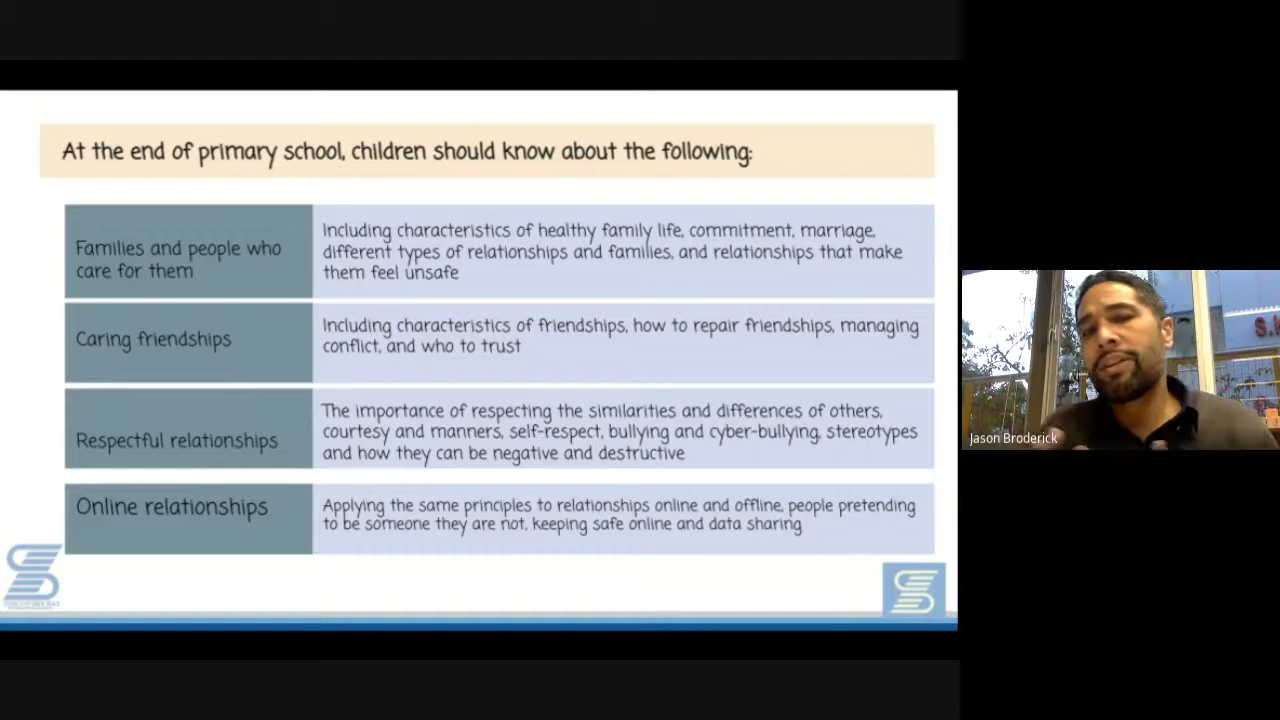 At the end of primary school, children should know about the following:
Families and people who
care for them
Including characteristics of healthy family life, commitment, marriage,
different types of relationships and families, and relationships that make
them feel unsafe
Caring friendships
Including characteristics of friendships, how to repair friendships, managing
conflict, and who to trust
Respectful relationships
The importance of respecting the similarities and differences of others,
courtesy and manners, self-respect, bullying and cyber-bullying, stereotypes
and how they can be negative and destructive
Online relationships
Applying the same principles to relationships online and offline, people pretending
to be someone they are not, keeping safe online and data sharing
Jason Broderick